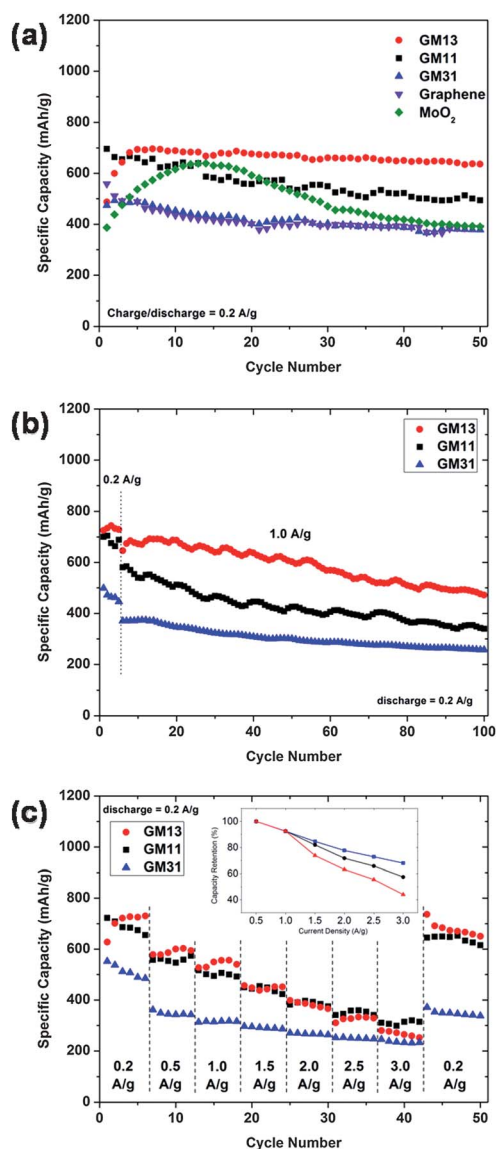 (a)
GM13
GM11
GM31
Graphene
MoO₂
1200
1000
800
600
400
200
0
Specific Capacity (mAh/g)
Charge/discharge = 0.2 A/g
0 10 20 30 40 50
Cycle Number
(b)
GM13
GM11
GM31
1200
1000
800
600
400
200
0
Specific Capacity (mAh/g)
0.2 A/g
1.0 A/g
discharge = 0.2 A/g
0 20 40 60 80 100
Cycle Number
(c)
discharge = 0.2 A/g
GM13
GM11
GM31
1200
1000
800
600
400
200
0
Specific Capacity (mAh/g)
100
80
60
40
Capacity Retention (%)
0.5 1.0 1.5 2.0 2.5 3.0
Current Density (A/g)
0.2 0.5 1.0 1.5 2.0 2.5 3.0 0.2
A/g A/g A/g A/g A/g A/g A/g A/g
0 10 20 30 40 50
Cycle Number